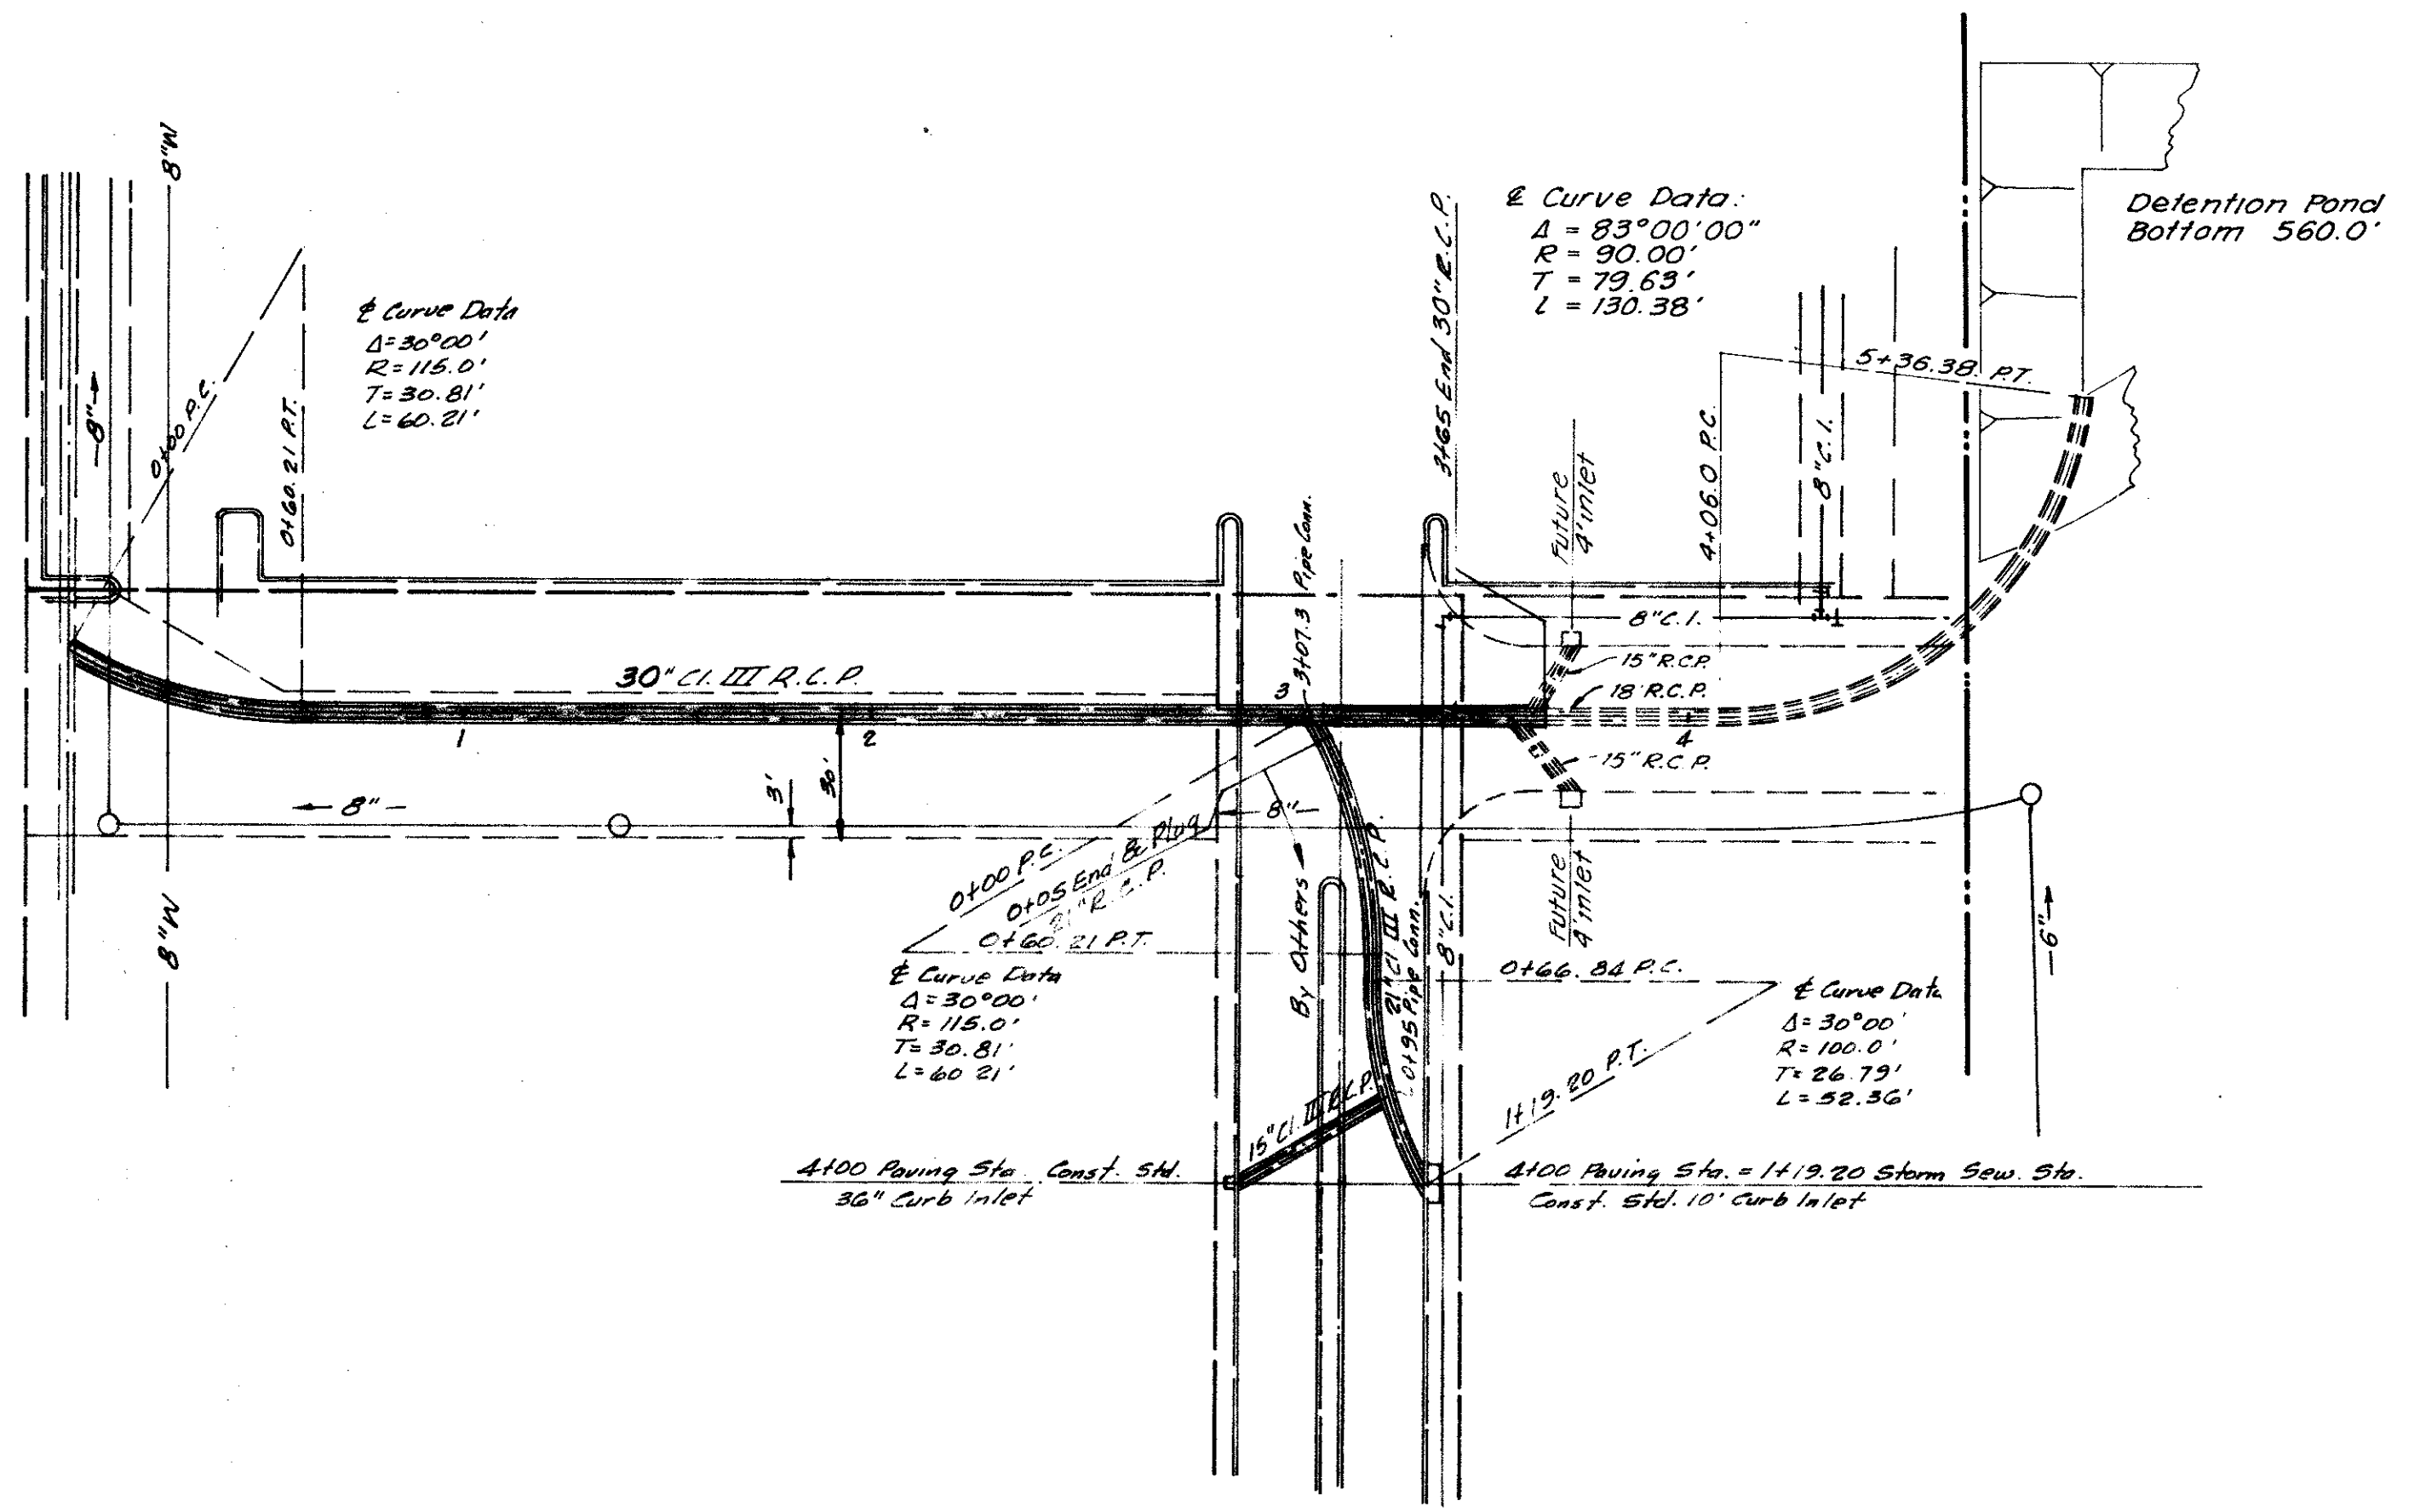 8"W
8"
0+00 P.C.
0+60.21 P.T.
℄ Curve Data
Δ=30°00'
R=115.0'
T=30.81'
L=60.21'
3+65 End 30" R.C.P.
℄ Curve Data:
Δ = 83°00'00"
R = 90.00'
T = 79.63'
L = 130.38'
Detention Pond
Bottom 560.0'
5+36.38 P.T.
4+06.0 P.C.
8" C.I.
Future
4' inlet
3+07.3 Pipe Conn.
8" C.I.
30" Cl. III R.C.P.
15" R.C.P.
18" R.C.P.
15" R.C.P.
1
2
3
4
3'
30'
8"
8"
8"W
0+00 P.C.
0+05 End & Plug
21" R.C.P.
0+60.21 P.T.
℄ Curve Data
Δ=30°00'
R=115.0'
T=30.81'
L=60 21'
By Others
21" Cl. III R.C.P.
0+95 Pipe Conn.
8" C.I.
Future
4' inlet
6"
0+66.84 P.C.
℄ Curve Data
Δ=30°00'
R=100.0'
T=26.79'
L=52.36'
1+19.20 P.T.
15" Cl. III R.C.P.
4+00 Paving Sta. Const. Std.
36" Curb Inlet
4+00 Paving Sta. = 1+19.20 Storm Sew. Sta.
Const. Std. 10' Curb Inlet